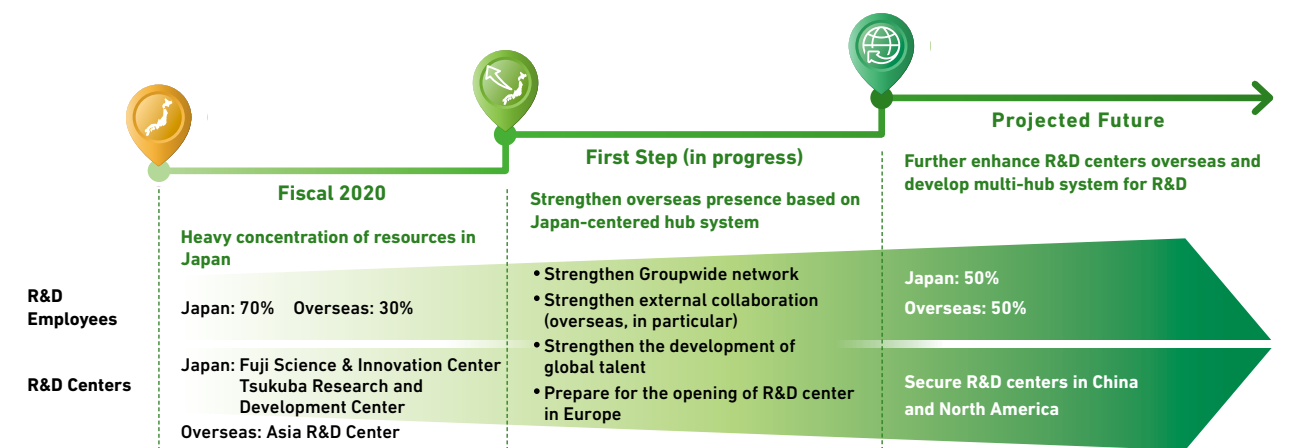 Projected Future
Further enhance R&D centers overseas and
develop multi-hub system for R&D
First Step (in progress)
Strengthen overseas presence based on
Japan-centered hub system
Fiscal 2020
Heavy concentration of resources in
Japan
R&D
Employees
Japan: 70% Overseas: 30%
• Strengthen Groupwide network
• Strengthen external collaboration
(overseas, in particular)
• Strengthen the development of
global talent
• Prepare for the opening of R&D center
in Europe
Japan: 50%
Overseas: 50%
R&D Centers
Japan: Fuji Science & Innovation Center
Tsukuba Research and
Development Center
Overseas: Asia R&D Center
Secure R&D centers in China
and North America